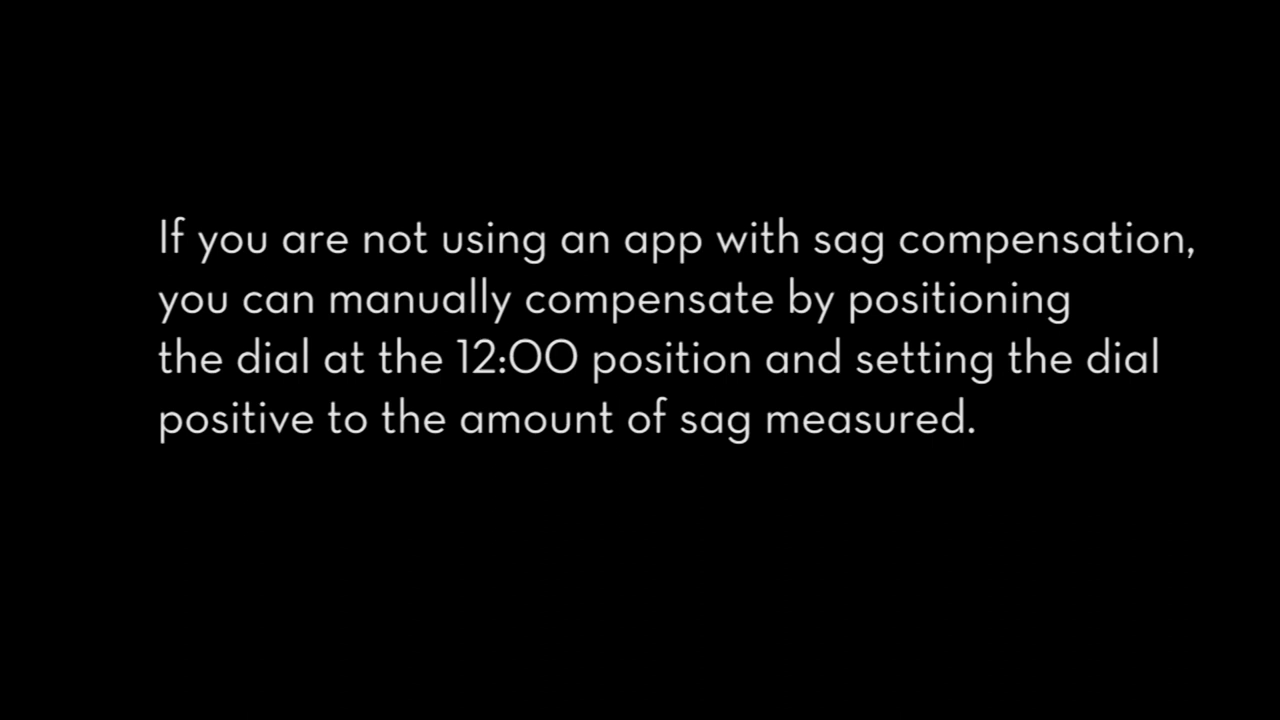 If you are not using an app with sag compensation,
you can manually compensate by positioning
the dial at the 12:00 position and setting the dial
positive to the amount of sag measured.